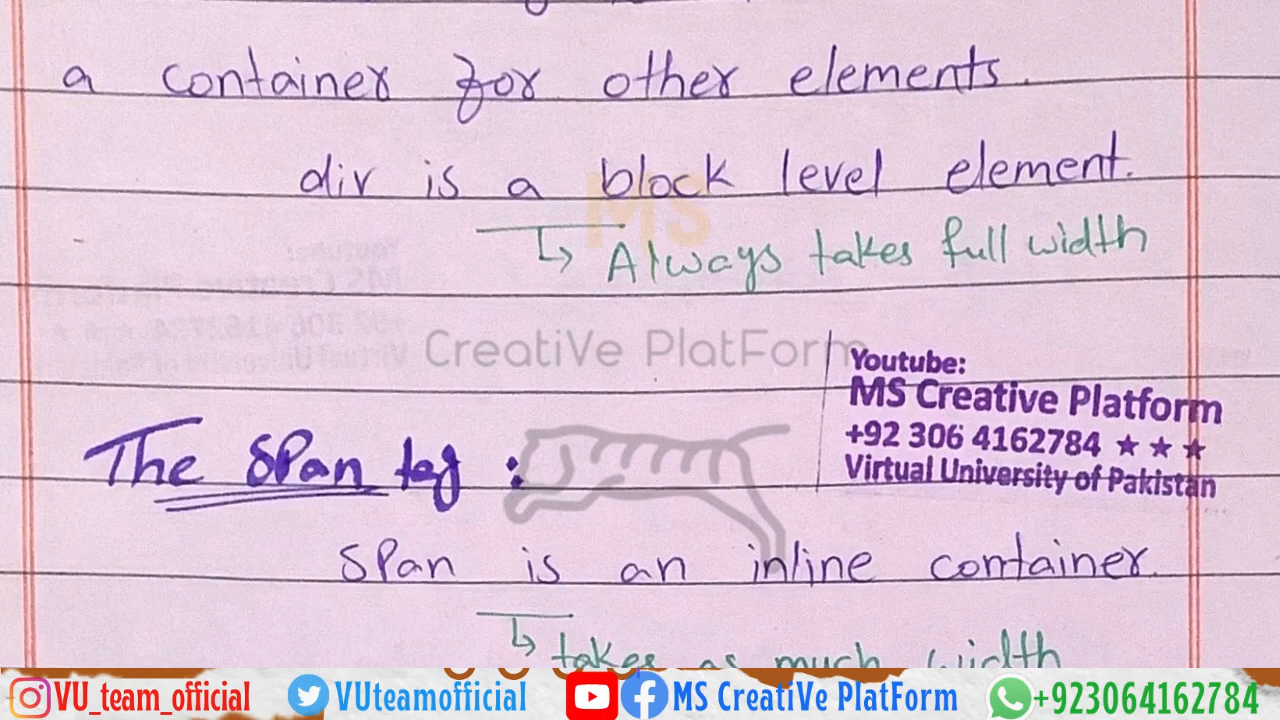 a container for other elements.
div is a block level element.
↳ Always takes full width
MS
CreatiVe PlatForm
Youtube:
MS Creative Platform
+92 306 4162784 ★ ★ ★
Virtual University of Pakistan
The SPan tag :
SPan is an inline container.
↳ takes as much width
VU_team_official VUteamofficial MS CreatiVe PlatForm +923064162784